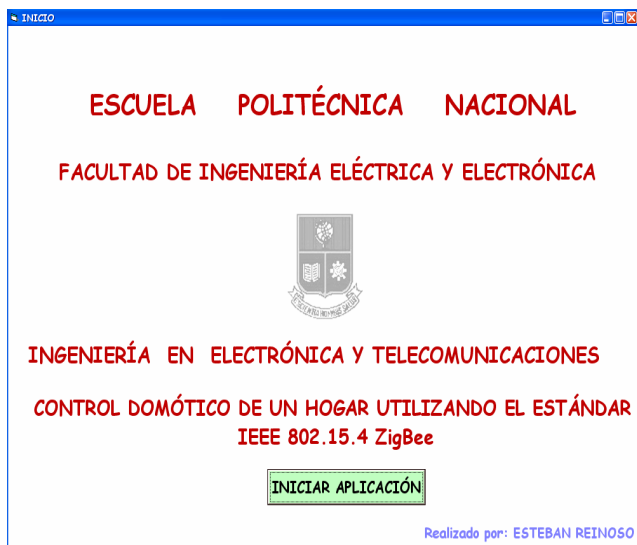 INICIO
ESCUELA POLITÉCNICA NACIONAL
FACULTAD DE INGENIERÍA ELÉCTRICA Y ELECTRÓNICA
INGENIERÍA EN ELECTRÓNICA Y TELECOMUNICACIONES
CONTROL DOMÓTICO DE UN HOGAR UTILIZANDO EL ESTÁNDAR
IEEE 802.15.4 ZigBee
INICIAR APLICACIÓN
Realizado por: ESTEBAN REINOSO